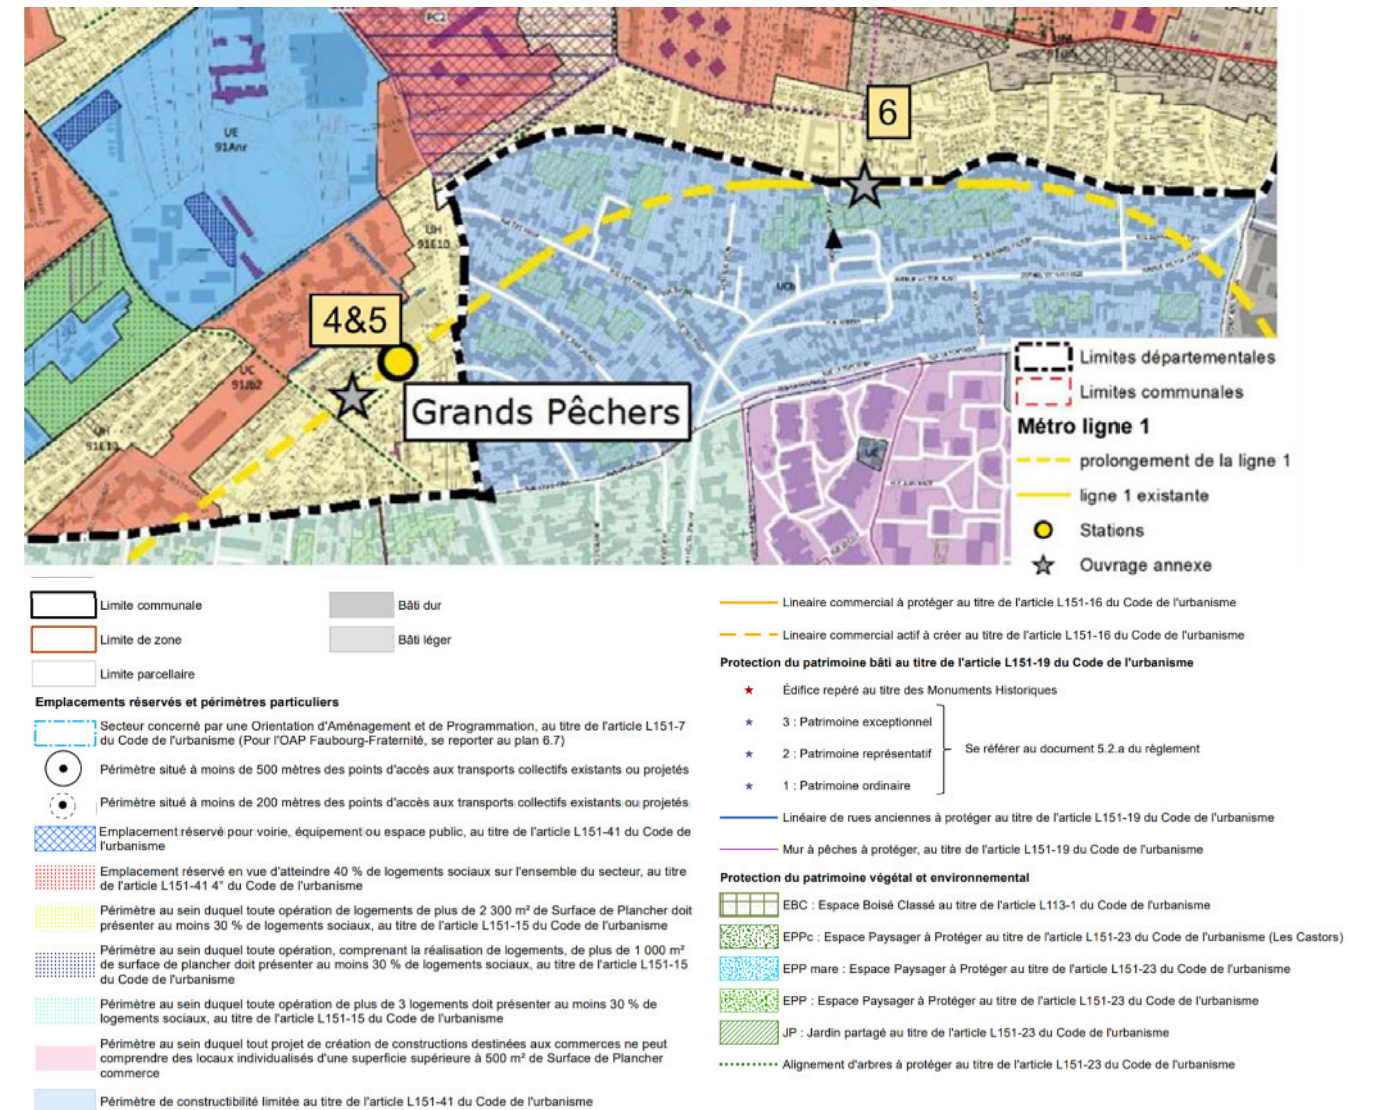 PC2
6
UE
91Anr
UH
91E10
4&5
UCb
UC
91Jb2
Grands Pêchers
UH
91E10
UE
Limites départementales
Limites communales
Métro ligne 1
prolongement de la ligne 1
ligne 1 existante
Stations
Ouvrage annexe
Limite communale
Bâti dur
Limite de zone
Bâti léger
Limite parcellaire
Emplacements réservés et périmètres particuliers
Secteur concerné par une Orientation d'Aménagement et de Programmation, au titre de l'article L151-7
du Code de l'urbanisme (Pour l'OAP Faubourg-Fraternité, se reporter au plan 6.7)
Périmètre situé à moins de 500 mètres des points d'accès aux transports collectifs existants ou projetés
Périmètre situé à moins de 200 mètres des points d'accès aux transports collectifs existants ou projetés
Emplacement réservé pour voirie, équipement ou espace public, au titre de l'article L151-41 du Code de
l'urbanisme
Emplacement réservé en vue d'atteindre 40 % de logements sociaux sur l'ensemble du secteur, au titre
de l'article L151-41 4° du Code de l'urbanisme
Périmètre au sein duquel toute opération de logements de plus de 2 300 m² de Surface de Plancher doit
présenter au moins 30 % de logements sociaux, au titre de l'article L151-15 du Code de l'urbanisme
Périmètre au sein duquel toute opération, comprenant la réalisation de logements, de plus de 1 000 m²
de surface de plancher doit présenter au moins 30 % de logements sociaux, au titre de l'article L151-15
du Code de l'urbanisme
Périmètre au sein duquel toute opération de plus de 3 logements doit présenter au moins 30 % de
logements sociaux, au titre de l'article L151-15 du Code de l'urbanisme
Périmètre au sein duquel tout projet de création de constructions destinées aux commerces ne peut
comprendre des locaux individualisés d'une superficie supérieure à 500 m² de Surface de Plancher
commerce
Périmètre de constructibilité limitée au titre de l'article L151-41 du Code de l'urbanisme
Lineaire commercial à protéger au titre de l'article L151-16 du Code de l'urbanisme
Lineaire commercial actif à créer au titre de l'article L151-16 du Code de l'urbanisme
Protection du patrimoine bâti au titre de l'article L151-19 du Code de l'urbanisme
Édifice repéré au titre des Monuments Historiques
3 : Patrimoine exceptionnel
2 : Patrimoine représentatif
Se référer au document 5.2.a du règlement
1 : Patrimoine ordinaire
Linéaire de rues anciennes à protéger au titre de l'article L151-19 du Code de l'urbanisme
Mur à pêches à protéger, au titre de l'article L151-19 du Code de l'urbanisme
Protection du patrimoine végétal et environnemental
EBC : Espace Boisé Classé au titre de l'article L113-1 du Code de l'urbanisme
EPPc : Espace Paysager à Protéger au titre de l'article L151-23 du Code de l'urbanisme (Les Castors)
EPP mare : Espace Paysager à Protéger au titre de l'article L151-23 du Code de l'urbanisme
EPP : Espace Paysager à Protéger au titre de l'article L151-23 du Code de l'urbanisme
JP : Jardin partagé au titre de l'article L151-23 du Code de l'urbanisme
Alignement d'arbres à protéger au titre de l'article L151-23 du Code de l'urbanisme